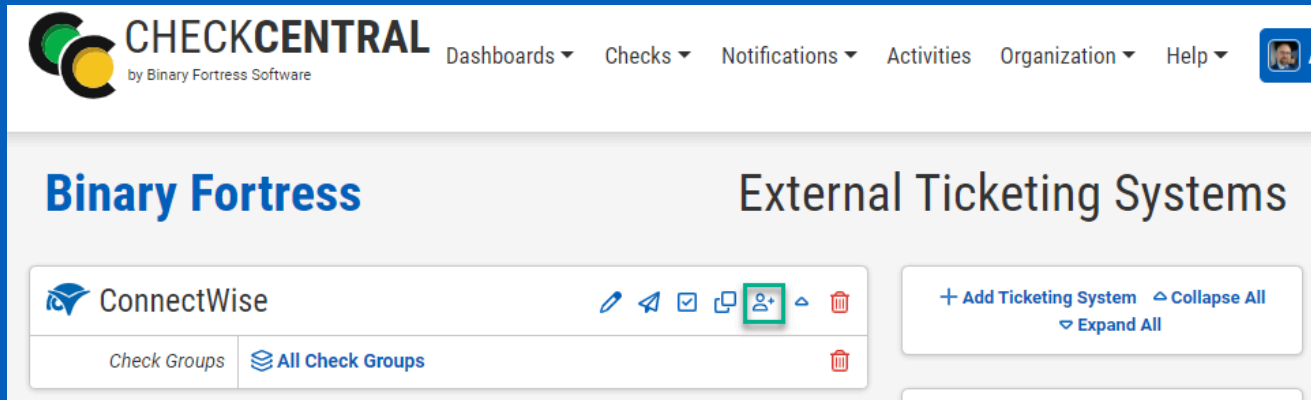 CHECKCENTRAL
by Binary Fortress Software
Dashboards Checks Notifications Activities Organization Help
Binary Fortress
External Ticketing Systems
ConnectWise
Check Groups All Check Groups
+ Add Ticketing System Collapse All
Expand All